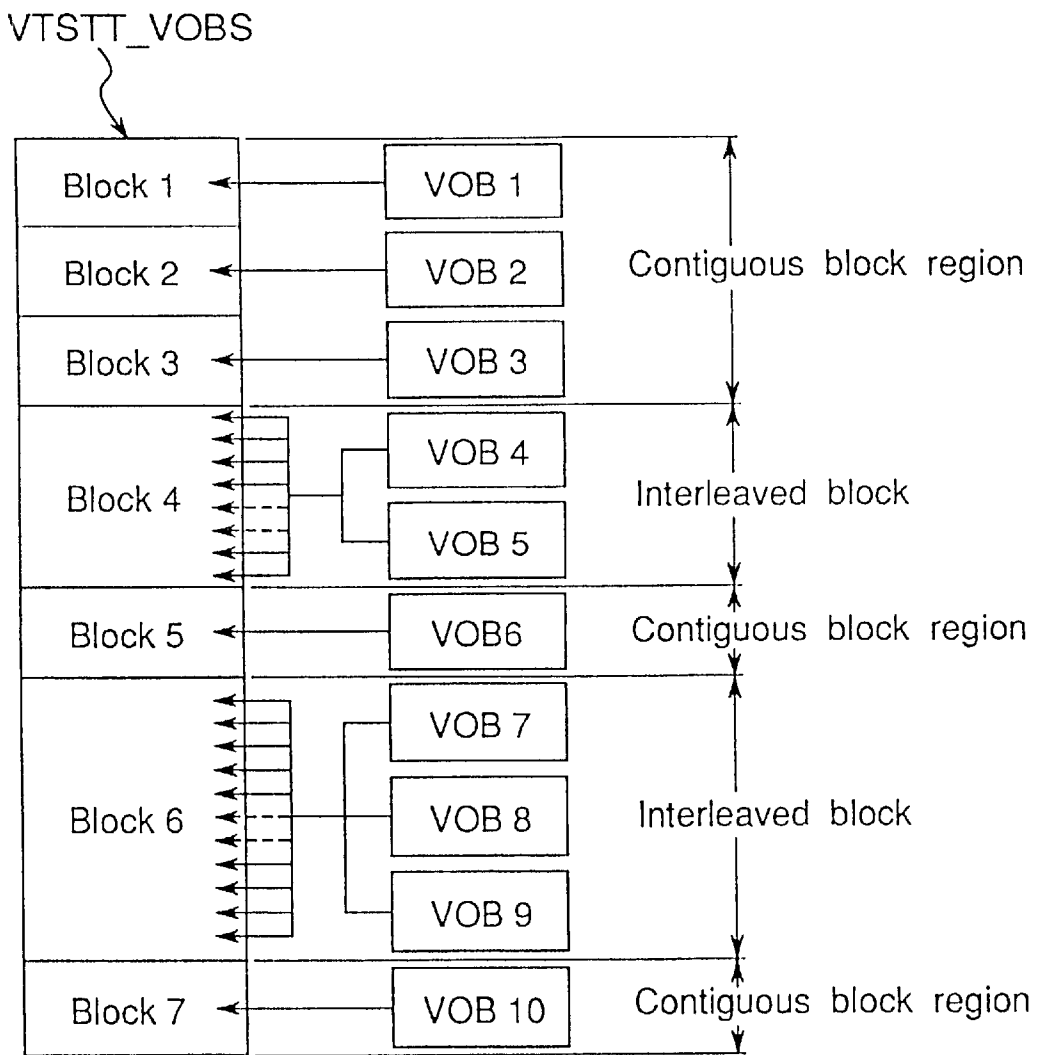 VTSTT_VOBS
Block 1
VOB 1
Block 2
VOB 2
Contiguous block region
Block 3
VOB 3
VOB 4
Block 4
Interleaved block
VOB 5
Block 5
VOB6
Contiguous block region
VOB 7
Block 6
VOB 8
Interleaved block
VOB 9
Block 7
VOB 10
Contiguous block region